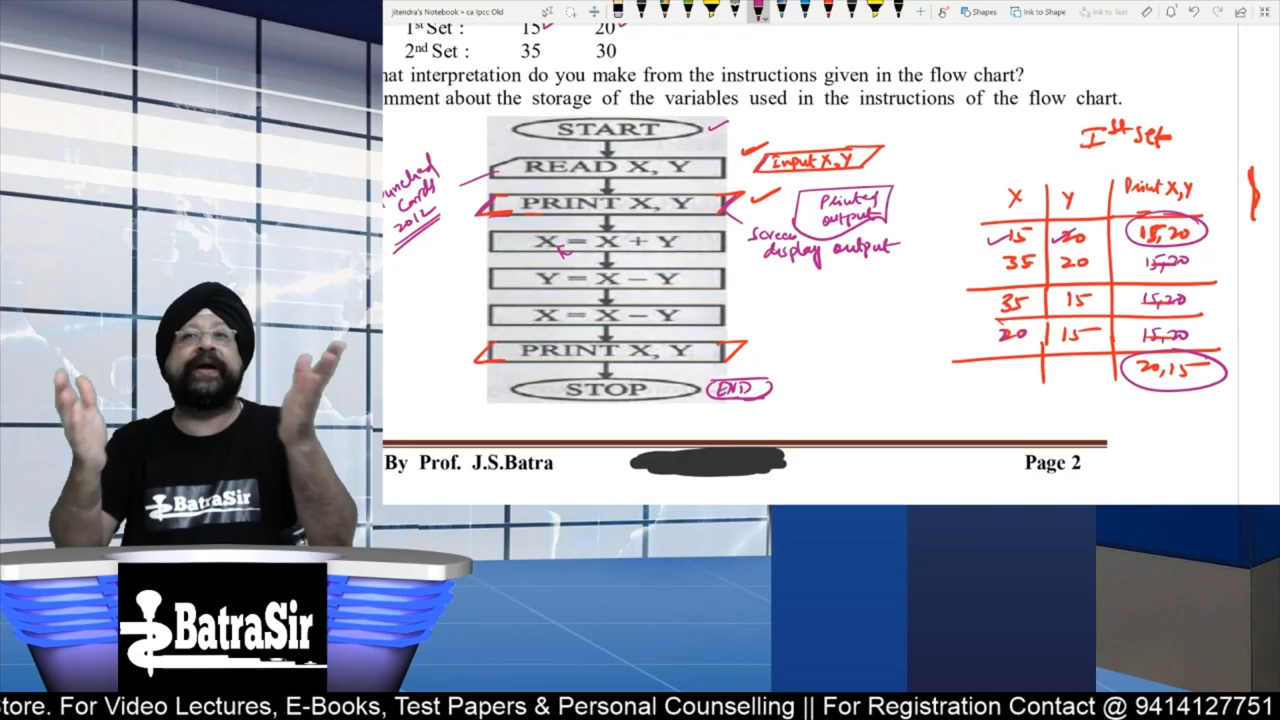 jitendra's Notebook » ca Ipcc Old
Shapes
Ink to Shape
Ink to Text
1st Set : 15 20
2nd Set : 35 30
hat interpretation do you make from the instructions given in the flow chart?
mment about the storage of the variables used in the instructions of the flow chart.
START
READ X, Y
PRINT X, Y
X = X + Y
Y = X − Y
X = X − Y
PRINT X, Y
STOP
END
unched
Cards
2012
Input X, Y
Printed
output
Screen
display output
Ist Set
X Y Print X, Y
15 20 15, 20
35 20 15,20
35 15 15,20
20 15 15,20
20, 15
By Prof. J.S.Batra
Page 2
BatraSir
BatraSir
Store. For Video Lectures, E-Books, Test Papers & Personal Counselling || For Registration Contact @ 9414127751